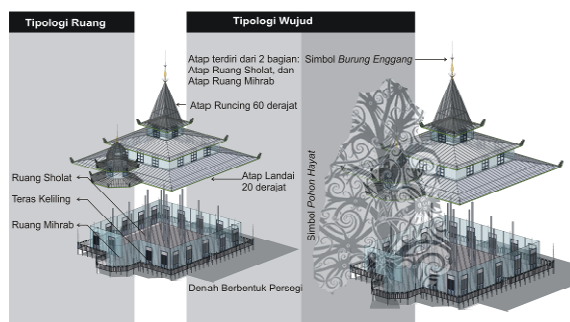 Tipologi Ruang
Tipologi Wujud
Atap terdiri dari 2 bagian:
Atap Ruang Sholat, dan
Atap Ruang Mihrab
Simbol Burung Enggang
Atap Runcing 60 derajat
Ruang Sholat
Atap Landai
20 derajat
Teras Keliling
Ruang Mihrab
Simbol Pohon Hayat
Denah Berbentuk Persegi